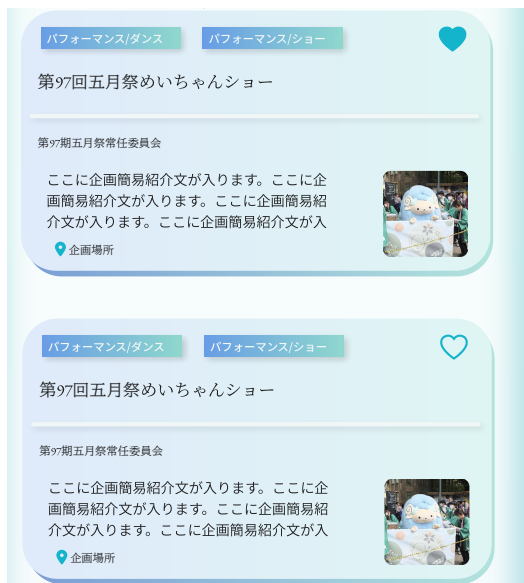 パフォーマンス/ダンス パフォーマンス/ショー
第97回五月祭めいちゃんショー
第97期五月祭常任委員会
ここに企画簡易紹介文が入ります。ここに企
画簡易紹介文が入ります。ここに企画簡易紹
介文が入ります。ここに企画簡易紹介文が入
企画場所
パフォーマンス/ダンス パフォーマンス/ショー
第97回五月祭めいちゃんショー
第97期五月祭常任委員会
ここに企画簡易紹介文が入ります。ここに企
画簡易紹介文が入ります。ここに企画簡易紹
介文が入ります。ここに企画簡易紹介文が入
企画場所